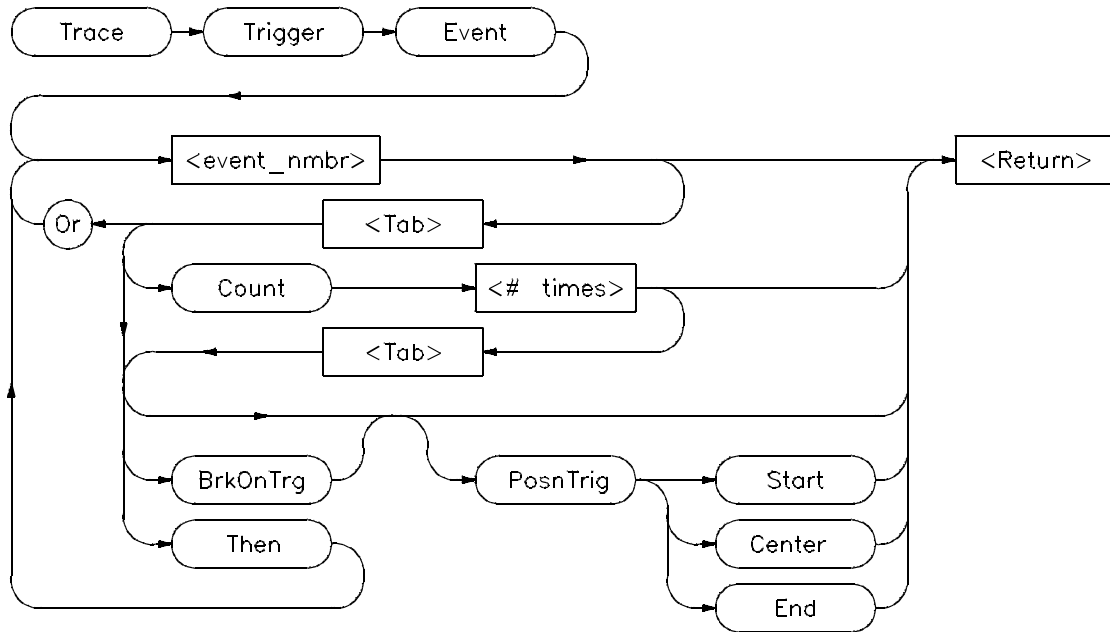 Trace Trigger Event
<event_nmbr> <Return>
Or <Tab>
Count <# times>
<Tab>
BrkOnTrg PosnTrig Start
Then Center
End